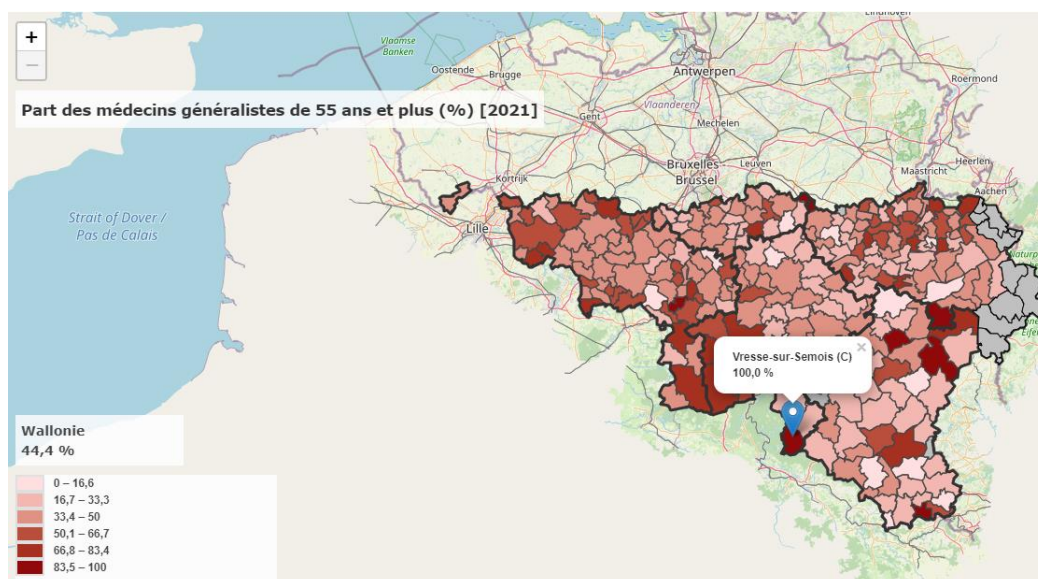 +
−
Vlaamse
Banken
Oostende
Brugge
Antwerpen
Eindhoven
Roermond
Part des médecins généralistes de 55 ans et plus (%) [2021]
Vlaanderen
Gent
Mechelen
Bruxelles
Brussel
Leuven
Maastricht
Heerlen
Aachen
Kortrijk
Lille
Strait of Dover /
Pas de Calais
×
Vresse-sur-Semois (C)
100,0 %
Wallonie
44,4 %
0 – 16,6
16,7 – 33,3
33,4 – 50
50,1 – 66,7
66,8 – 83,4
83,5 – 100